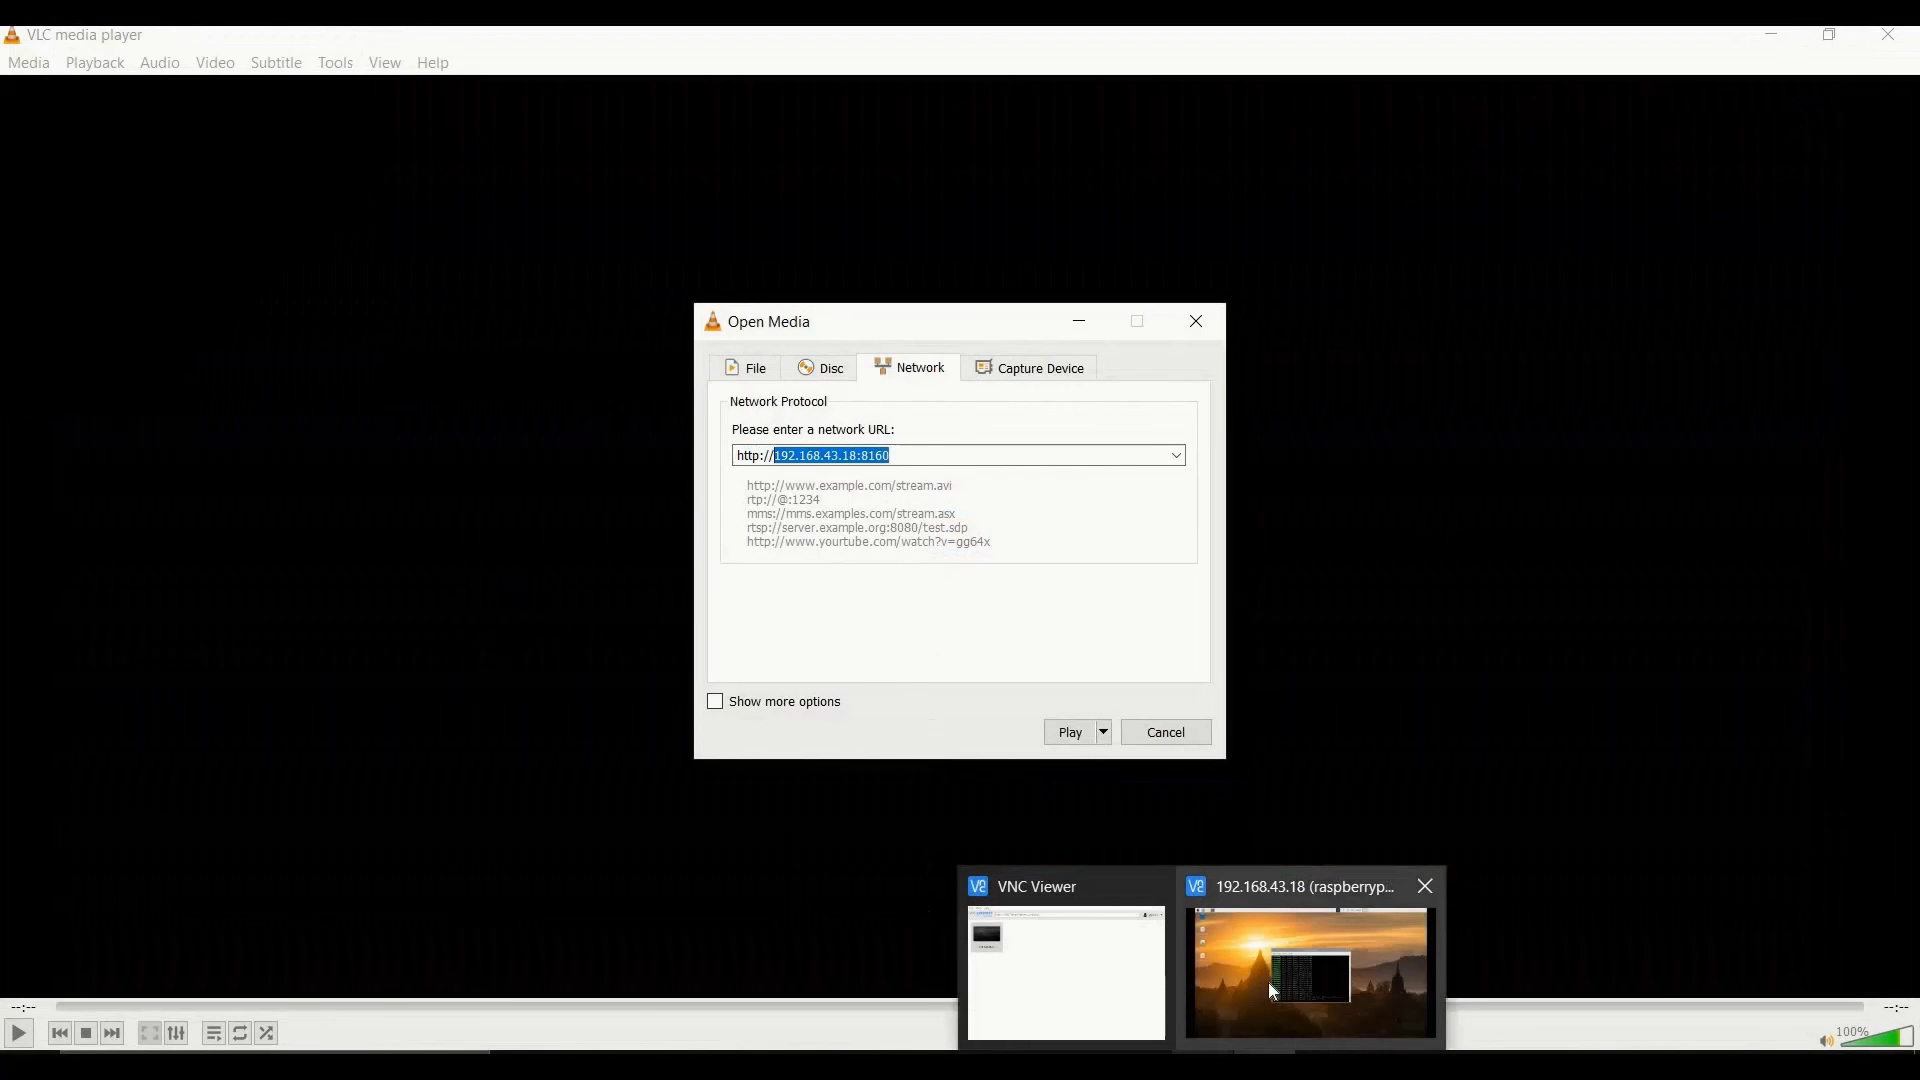 VLC media player
Media Playback Audio Video Subtitle Tools View Help
Open Media
File Disc Network Capture Device
Network Protocol
Please enter a network URL:
http://192.168.43.18:8160
http://www.example.com/stream.avi
rtp://@:1234
mms://mms.examples.com/stream.asx
rtsp://server.example.org:8080/test.sdp
http://www.yourtube.com/watch?v=gg64x
Show more options
Play Cancel
VNC Viewer
192.168.43.18 (raspberryp...
--:-- --:--
100%